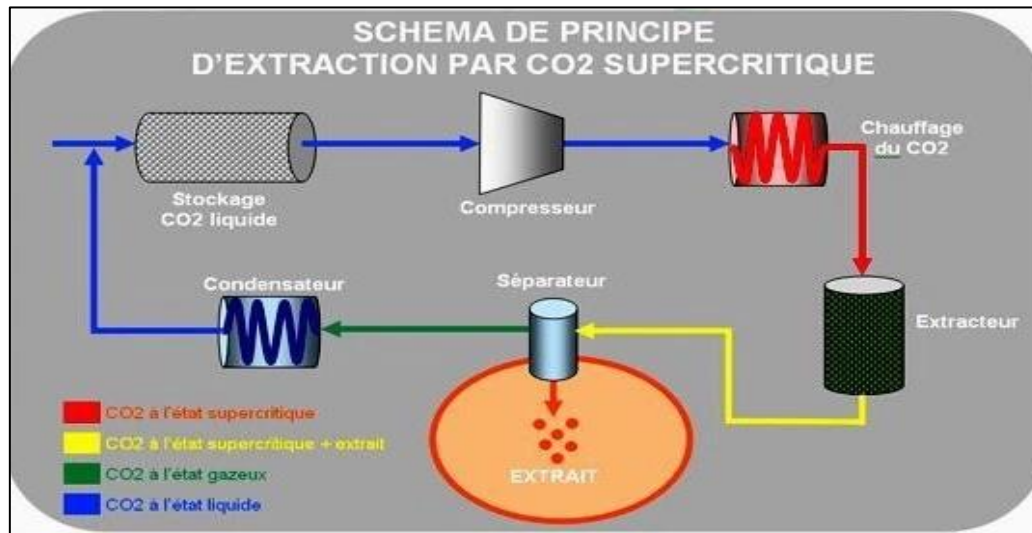 SCHEMA DE PRINCIPE
D'EXTRACTION PAR CO2 SUPERCRITIQUE
Stockage
CO2 liquide
Compresseur
Chauffage
du CO2
Condensateur
Séparateur
Extracteur
CO2 à l'état supercritique
CO2 à l'état supercritique + extrait
CO2 à l'état gazeux
CO2 à l'état liquide
EXTRAIT